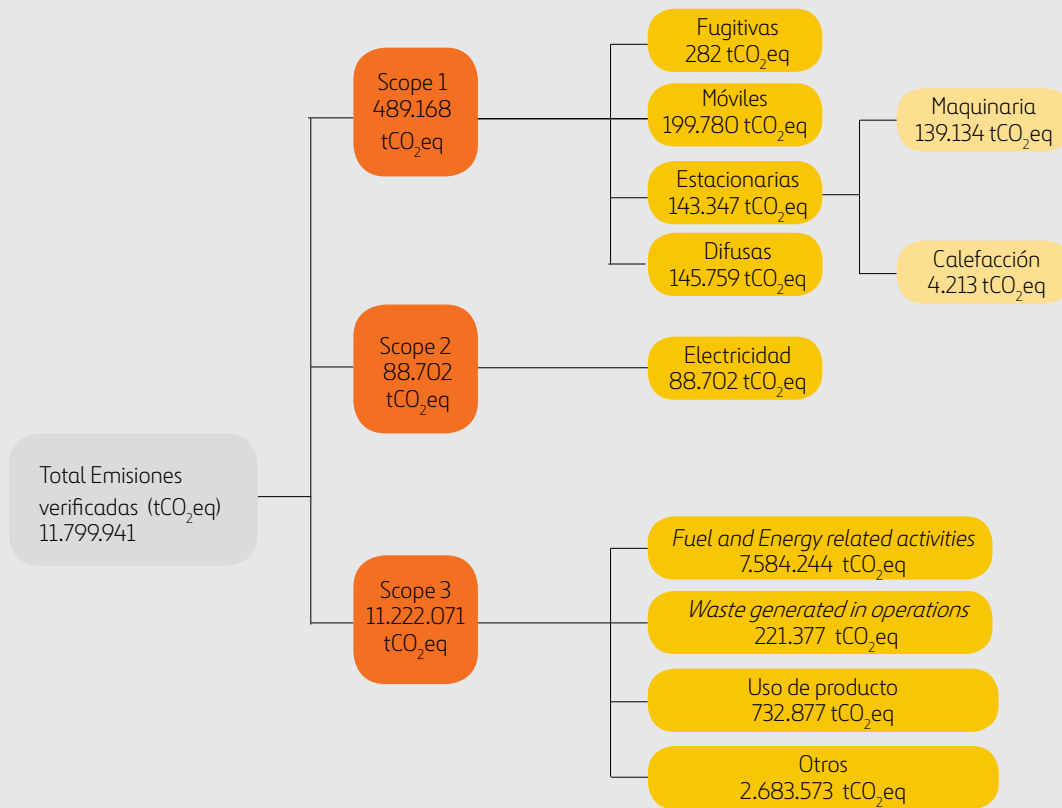 Total Emisiones
verificadas (tCO₂eq)
11.799.941
Scope 1
489.168
tCO₂eq
Fugitivas
282 tCO₂eq
Móviles
199.780 tCO₂eq
Estacionarias
143.347 tCO₂eq
Maquinaria
139.134 tCO₂eq
Calefacción
4.213 tCO₂eq
Difusas
145.759 tCO₂eq
Scope 2
88.702
tCO₂eq
Electricidad
88.702 tCO₂eq
Scope 3
11.222.071
tCO₂eq
Fuel and Energy related activities
7.584.244 tCO₂eq
Waste generated in operations
221.377 tCO₂eq
Uso de producto
732.877 tCO₂eq
Otros
2.683.573 tCO₂eq